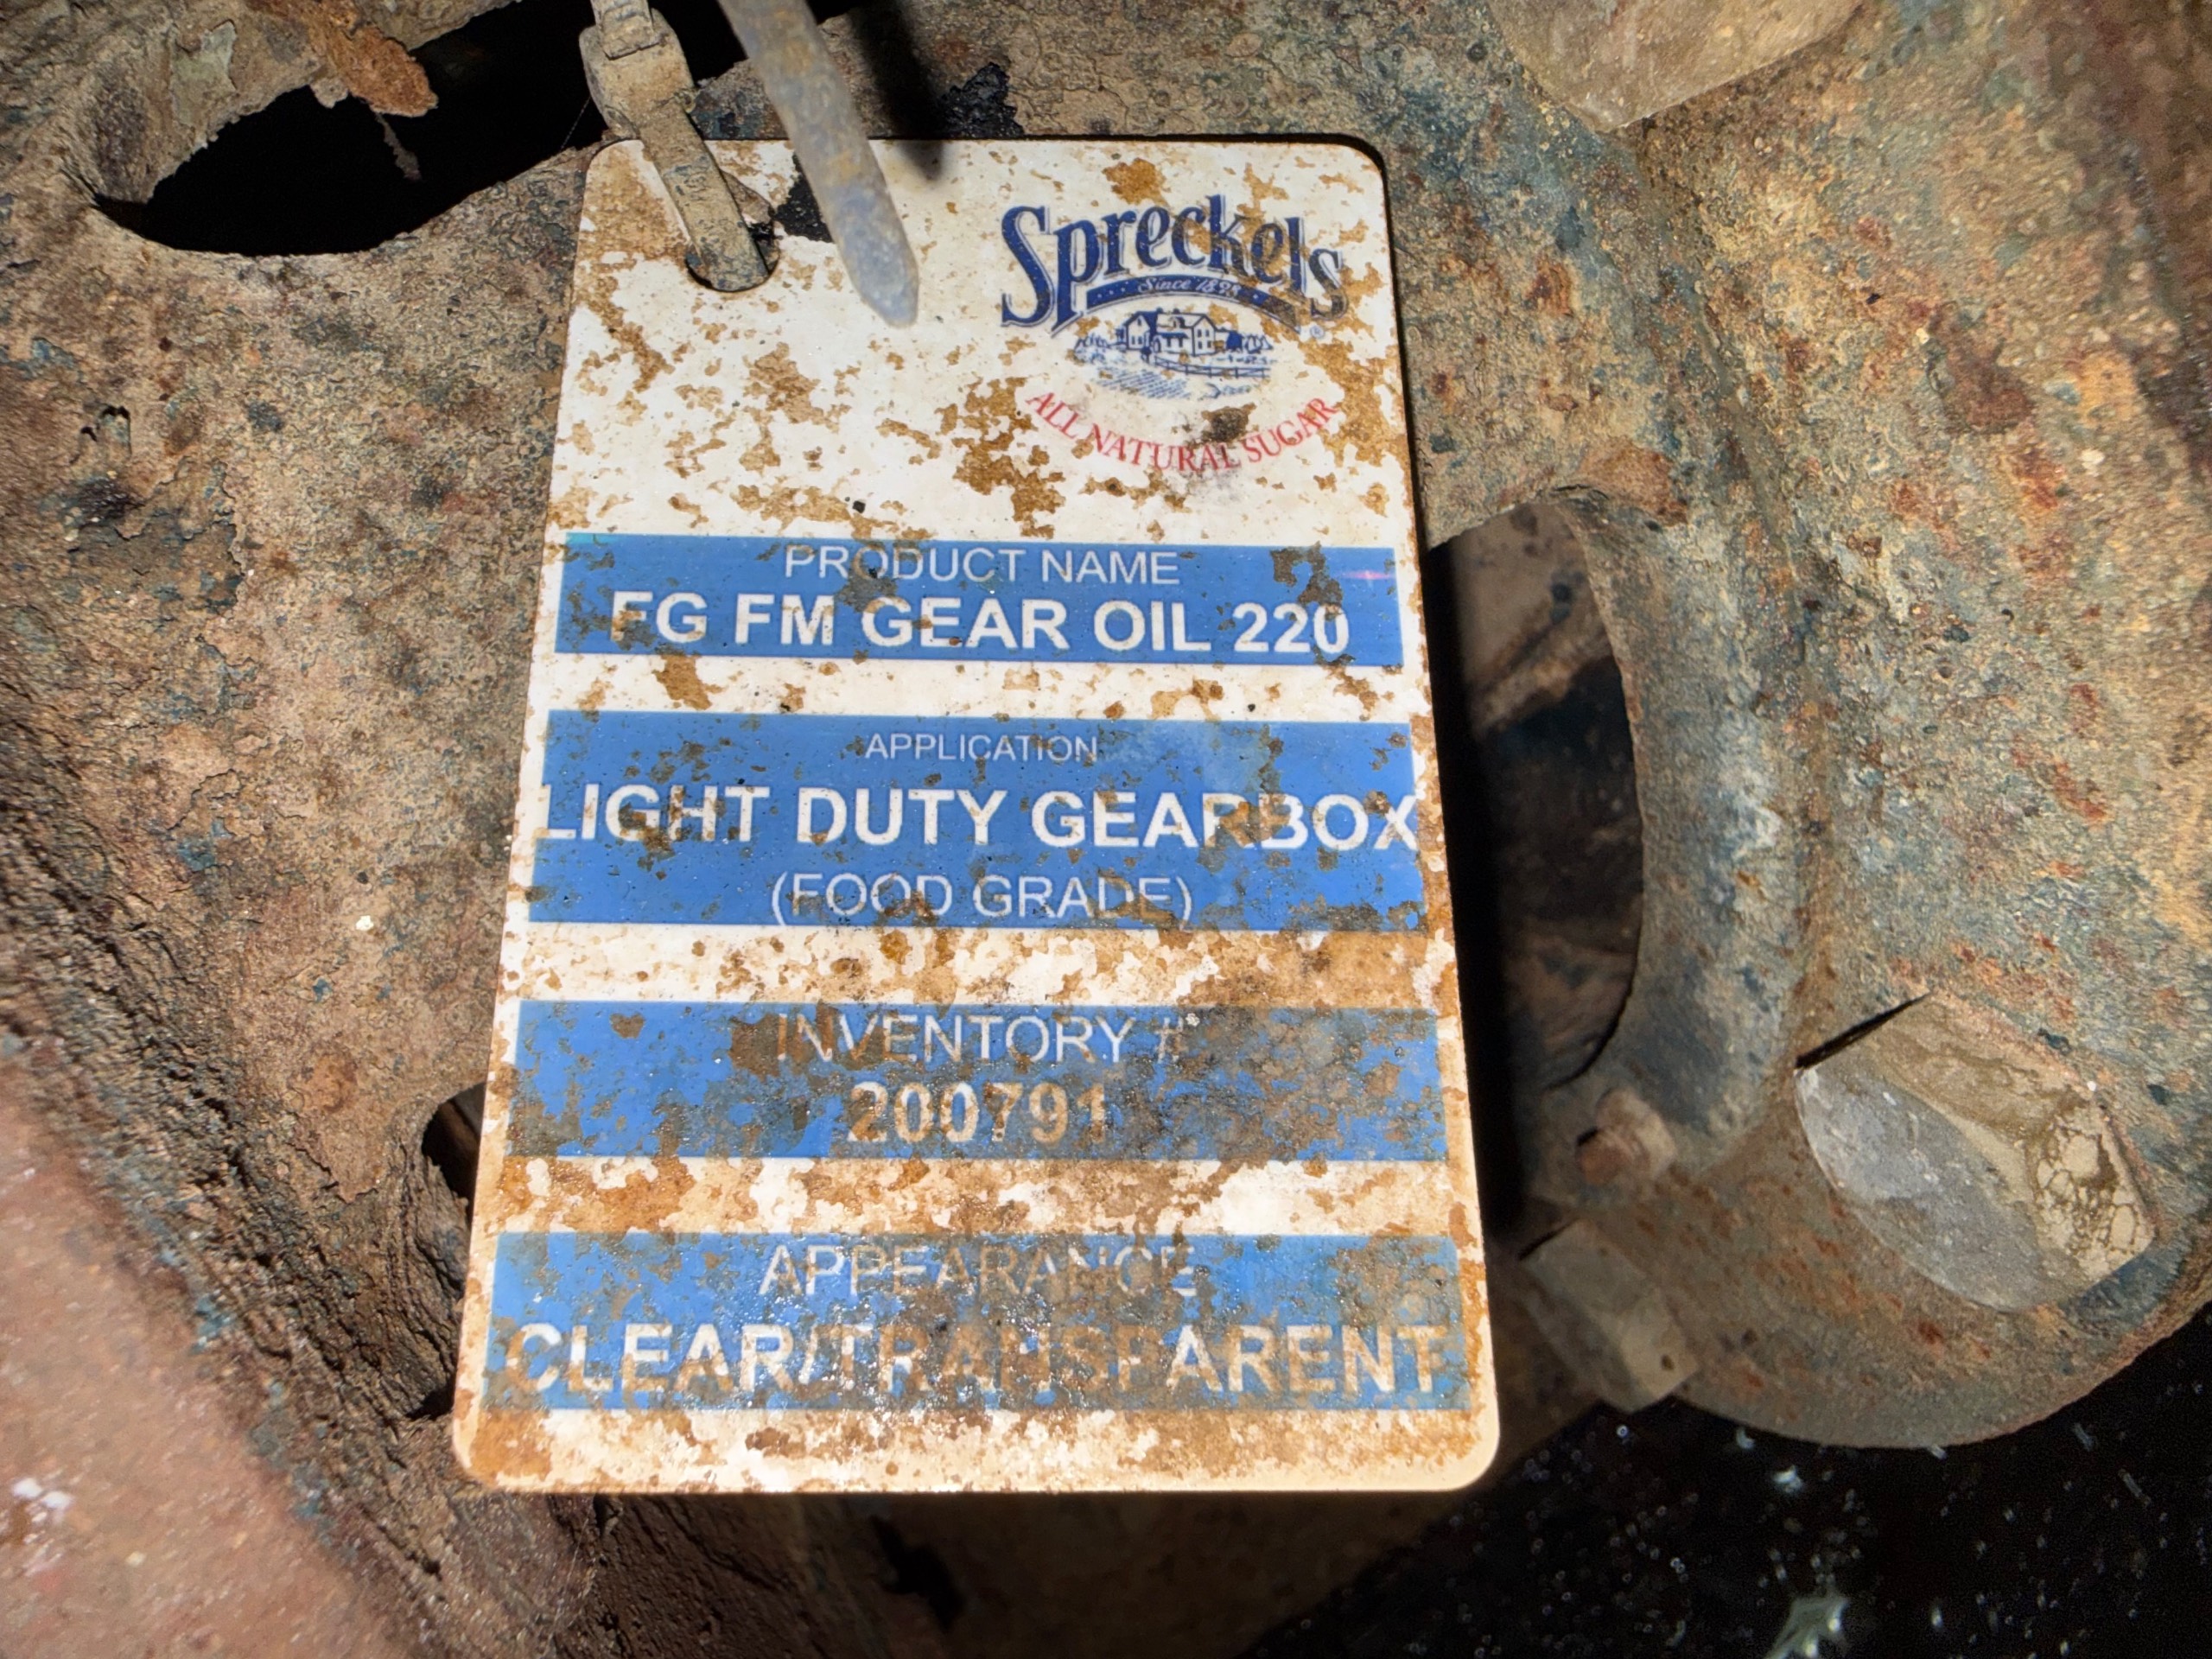 Spreckels
Since 1898
®
ALL NATURAL SUGAR
PRODUCT NAME
FG FM GEAR OIL 220
APPLICATION
LIGHT DUTY GEARBOX
(FOOD GRADE)
INVENTORY #
200791
APPEARANCE
CLEAR/TRANSPARENT